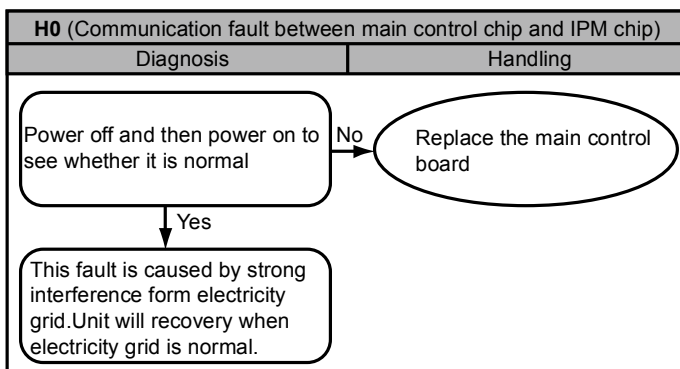 H0 (Communication fault between main control chip and IPM chip)
Diagnosis
Handling
Power off and then power on to
see whether it is normal
No
Replace the main control
board
Yes
This fault is caused by strong
interference form electricity
grid.Unit will recovery when
electricity grid is normal.